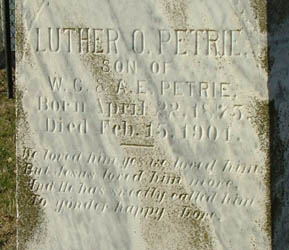 LUTHER O. PETRIE.
SON OF
W. G. & A. E. PETRIE.
Born April 22, 1875.
Died Feb. 15, 1901.
We loved him yes we loved him.
But Jesus loved him more.
And He has sweetly called him
To yonder happy shore.